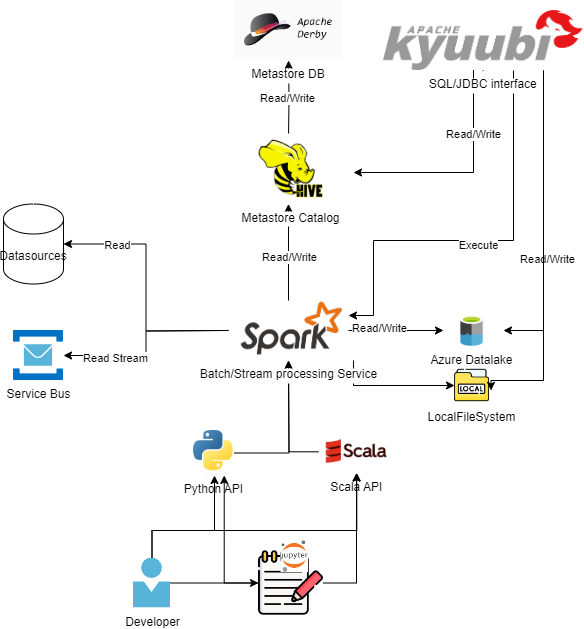 Apache
Derby
APACHE
kyuubi
Metastore DB
SQL/JDBC interface
Read/Write
Read/Write
HIVE
Metastore Catalog
Read
Read/Write
Execute
Read/Write
Datasources
Spark
Read/Write
Read Stream
Azure Datalake
Batch/Stream processing Service
Service Bus
LOCAL
LocalFileSystem
Scala
Python API
Scala API
jupyter
Developer